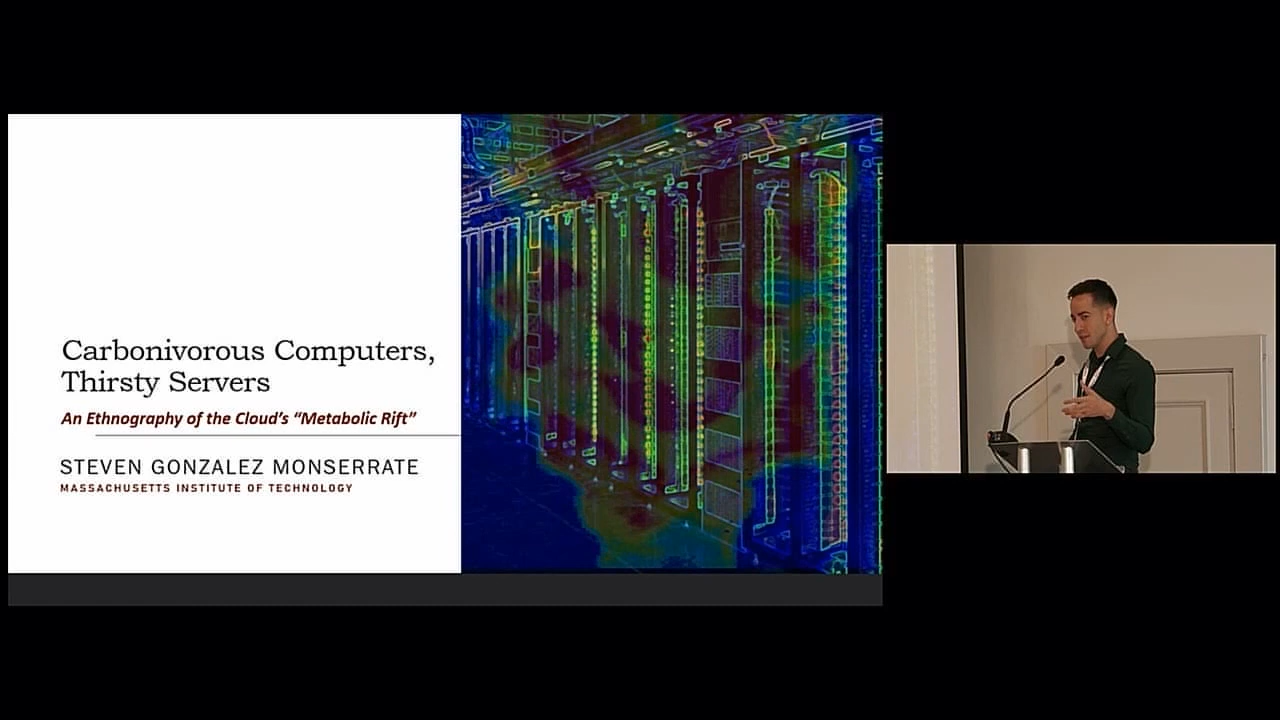 Carbonivorous Computers,
Thirsty Servers
An Ethnography of the Cloud's "Metabolic Rift"
STEVEN GONZALEZ MONSERRATE
MASSACHUSETTS INSTITUTE OF TECHNOLOGY